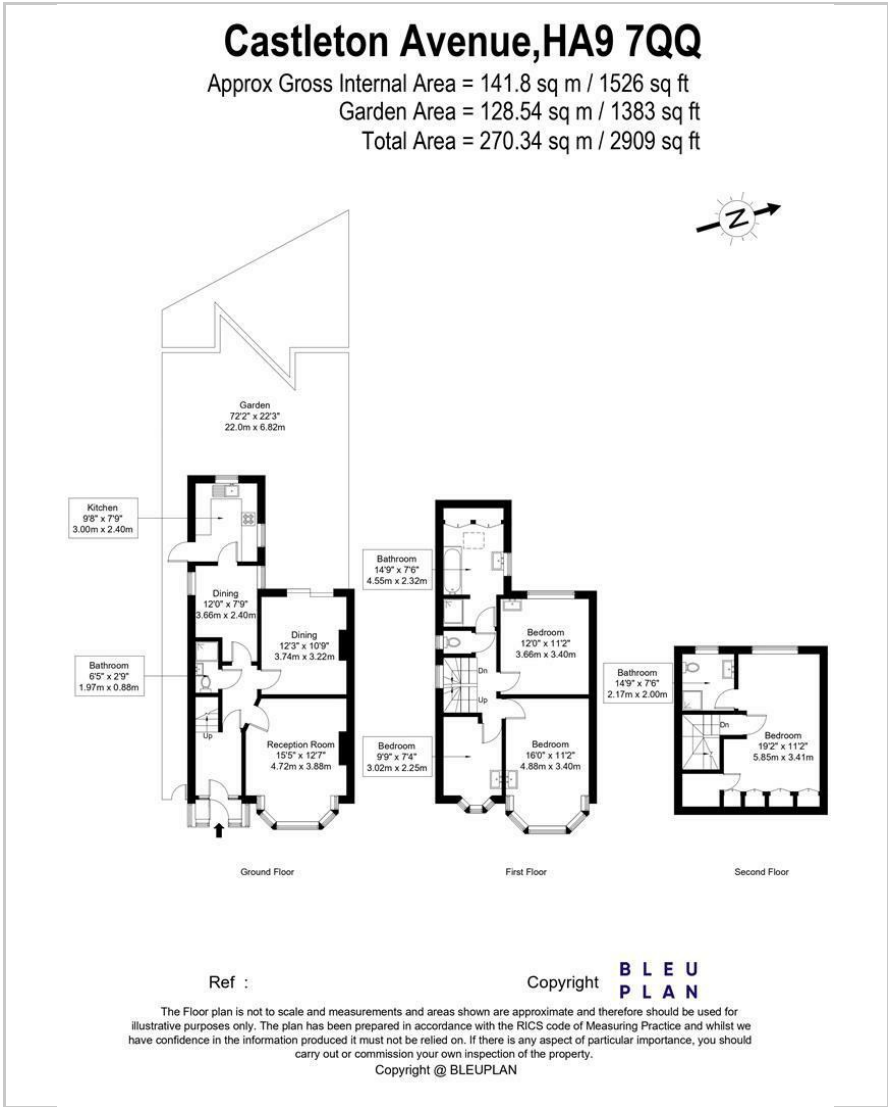 Castleton Avenue,HA9 7QQ
Approx Gross Internal Area = 141.8 sq m / 1526 sq ft
Garden Area = 128.54 sq m / 1383 sq ft
Total Area = 270.34 sq m / 2909 sq ft
N
Garden
72'2" x 22'3"
22.0m x 6.82m
Kitchen
9'8" x 7'9"
3.00m x 2.40m
Dining
12'0" x 7'9"
3.66m x 2.40m
Dining
12'3" x 10'9"
3.74m x 3.22m
Bathroom
6'5" x 2'9"
1.97m x 0.88m
Up
Reception Room
15'5" x 12'7"
4.72m x 3.88m
Ground Floor
Bathroom
14'9" x 7'6"
4.55m x 2.32m
Bedroom
12'0" x 11'2"
3.66m x 3.40m
Dn
Up
Bedroom
9'9" x 7'4"
3.02m x 2.25m
Bedroom
16'0" x 11'2"
4.88m x 3.40m
First Floor
Bathroom
14'9" x 7'6"
2.17m x 2.00m
Dn
Bedroom
19'2" x 11'2"
5.85m x 3.41m
Second Floor
Ref :
Copyright
BLEU
PLAN
The Floor plan is not to scale and measurements and areas shown are approximate and therefore should be used for
illustrative purposes only. The plan has been prepared in accordance with the RICS code of Measuring Practice and whilst we
have confidence in the information produced it must not be relied on. If there is any aspect of particular importance, you should
carry out or commission your own inspection of the property.
Copyright @ BLEUPLAN